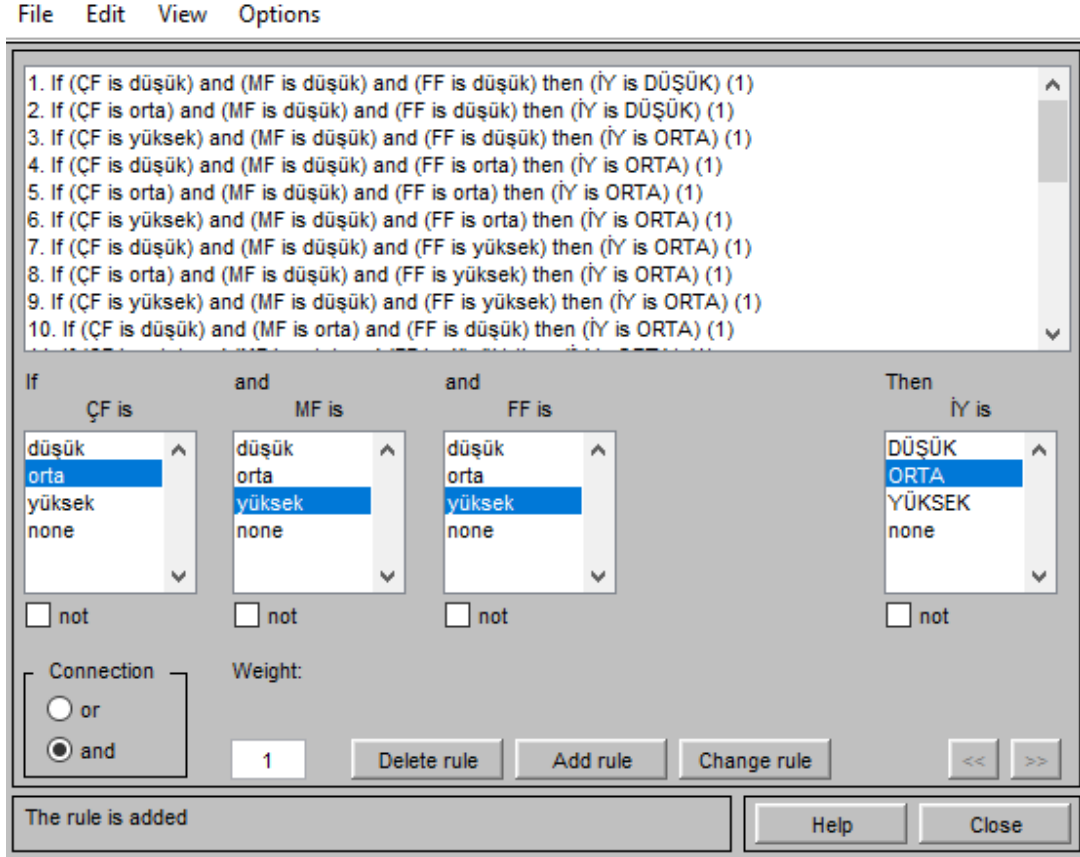 File Edit View Options
1. If (ÇF is düşük) and (MF is düşük) and (FF is düşük) then (İY is DÜŞÜK) (1)
2. If (ÇF is orta) and (MF is düşük) and (FF is düşük) then (İY is DÜŞÜK) (1)
3. If (ÇF is yüksek) and (MF is düşük) and (FF is düşük) then (İY is ORTA) (1)
4. If (ÇF is düşük) and (MF is düşük) and (FF is orta) then (İY is ORTA) (1)
5. If (ÇF is orta) and (MF is düşük) and (FF is orta) then (İY is ORTA) (1)
6. If (ÇF is yüksek) and (MF is düşük) and (FF is orta) then (İY is ORTA) (1)
7. If (ÇF is düşük) and (MF is düşük) and (FF is yüksek) then (İY is ORTA) (1)
8. If (ÇF is orta) and (MF is düşük) and (FF is yüksek) then (İY is ORTA) (1)
9. If (ÇF is yüksek) and (MF is düşük) and (FF is yüksek) then (İY is ORTA) (1)
10. If (ÇF is düşük) and (MF is orta) and (FF is düşük) then (İY is ORTA) (1)
If and and Then
ÇF is MF is FF is İY is
düşük düşük düşük DÜŞÜK
orta orta orta ORTA
yüksek yüksek yüksek YÜKSEK
none none none none
not not not not
Connection Weight:
or
and 1 Delete rule Add rule Change rule << >>
The rule is added Help Close